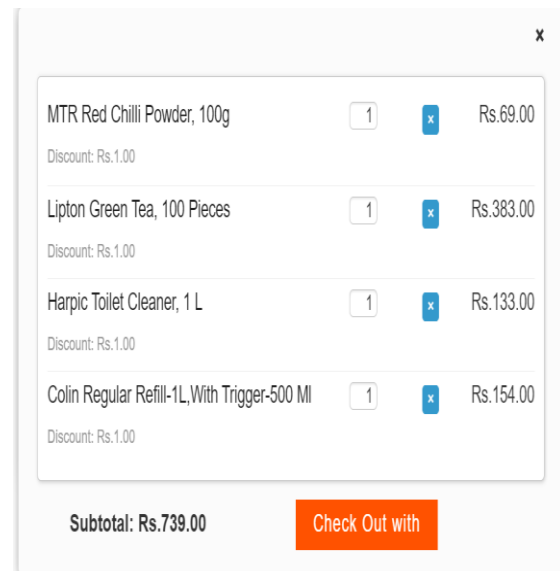 x
MTR Red Chilli Powder, 100g 1 x Rs.69.00
Discount: Rs.1.00
Lipton Green Tea, 100 Pieces 1 x Rs.383.00
Discount: Rs.1.00
Harpic Toilet Cleaner, 1 L 1 x Rs.133.00
Discount: Rs.1.00
Colin Regular Refill-1L,With Trigger-500 Ml 1 x Rs.154.00
Discount: Rs.1.00
Subtotal: Rs.739.00 Check Out with